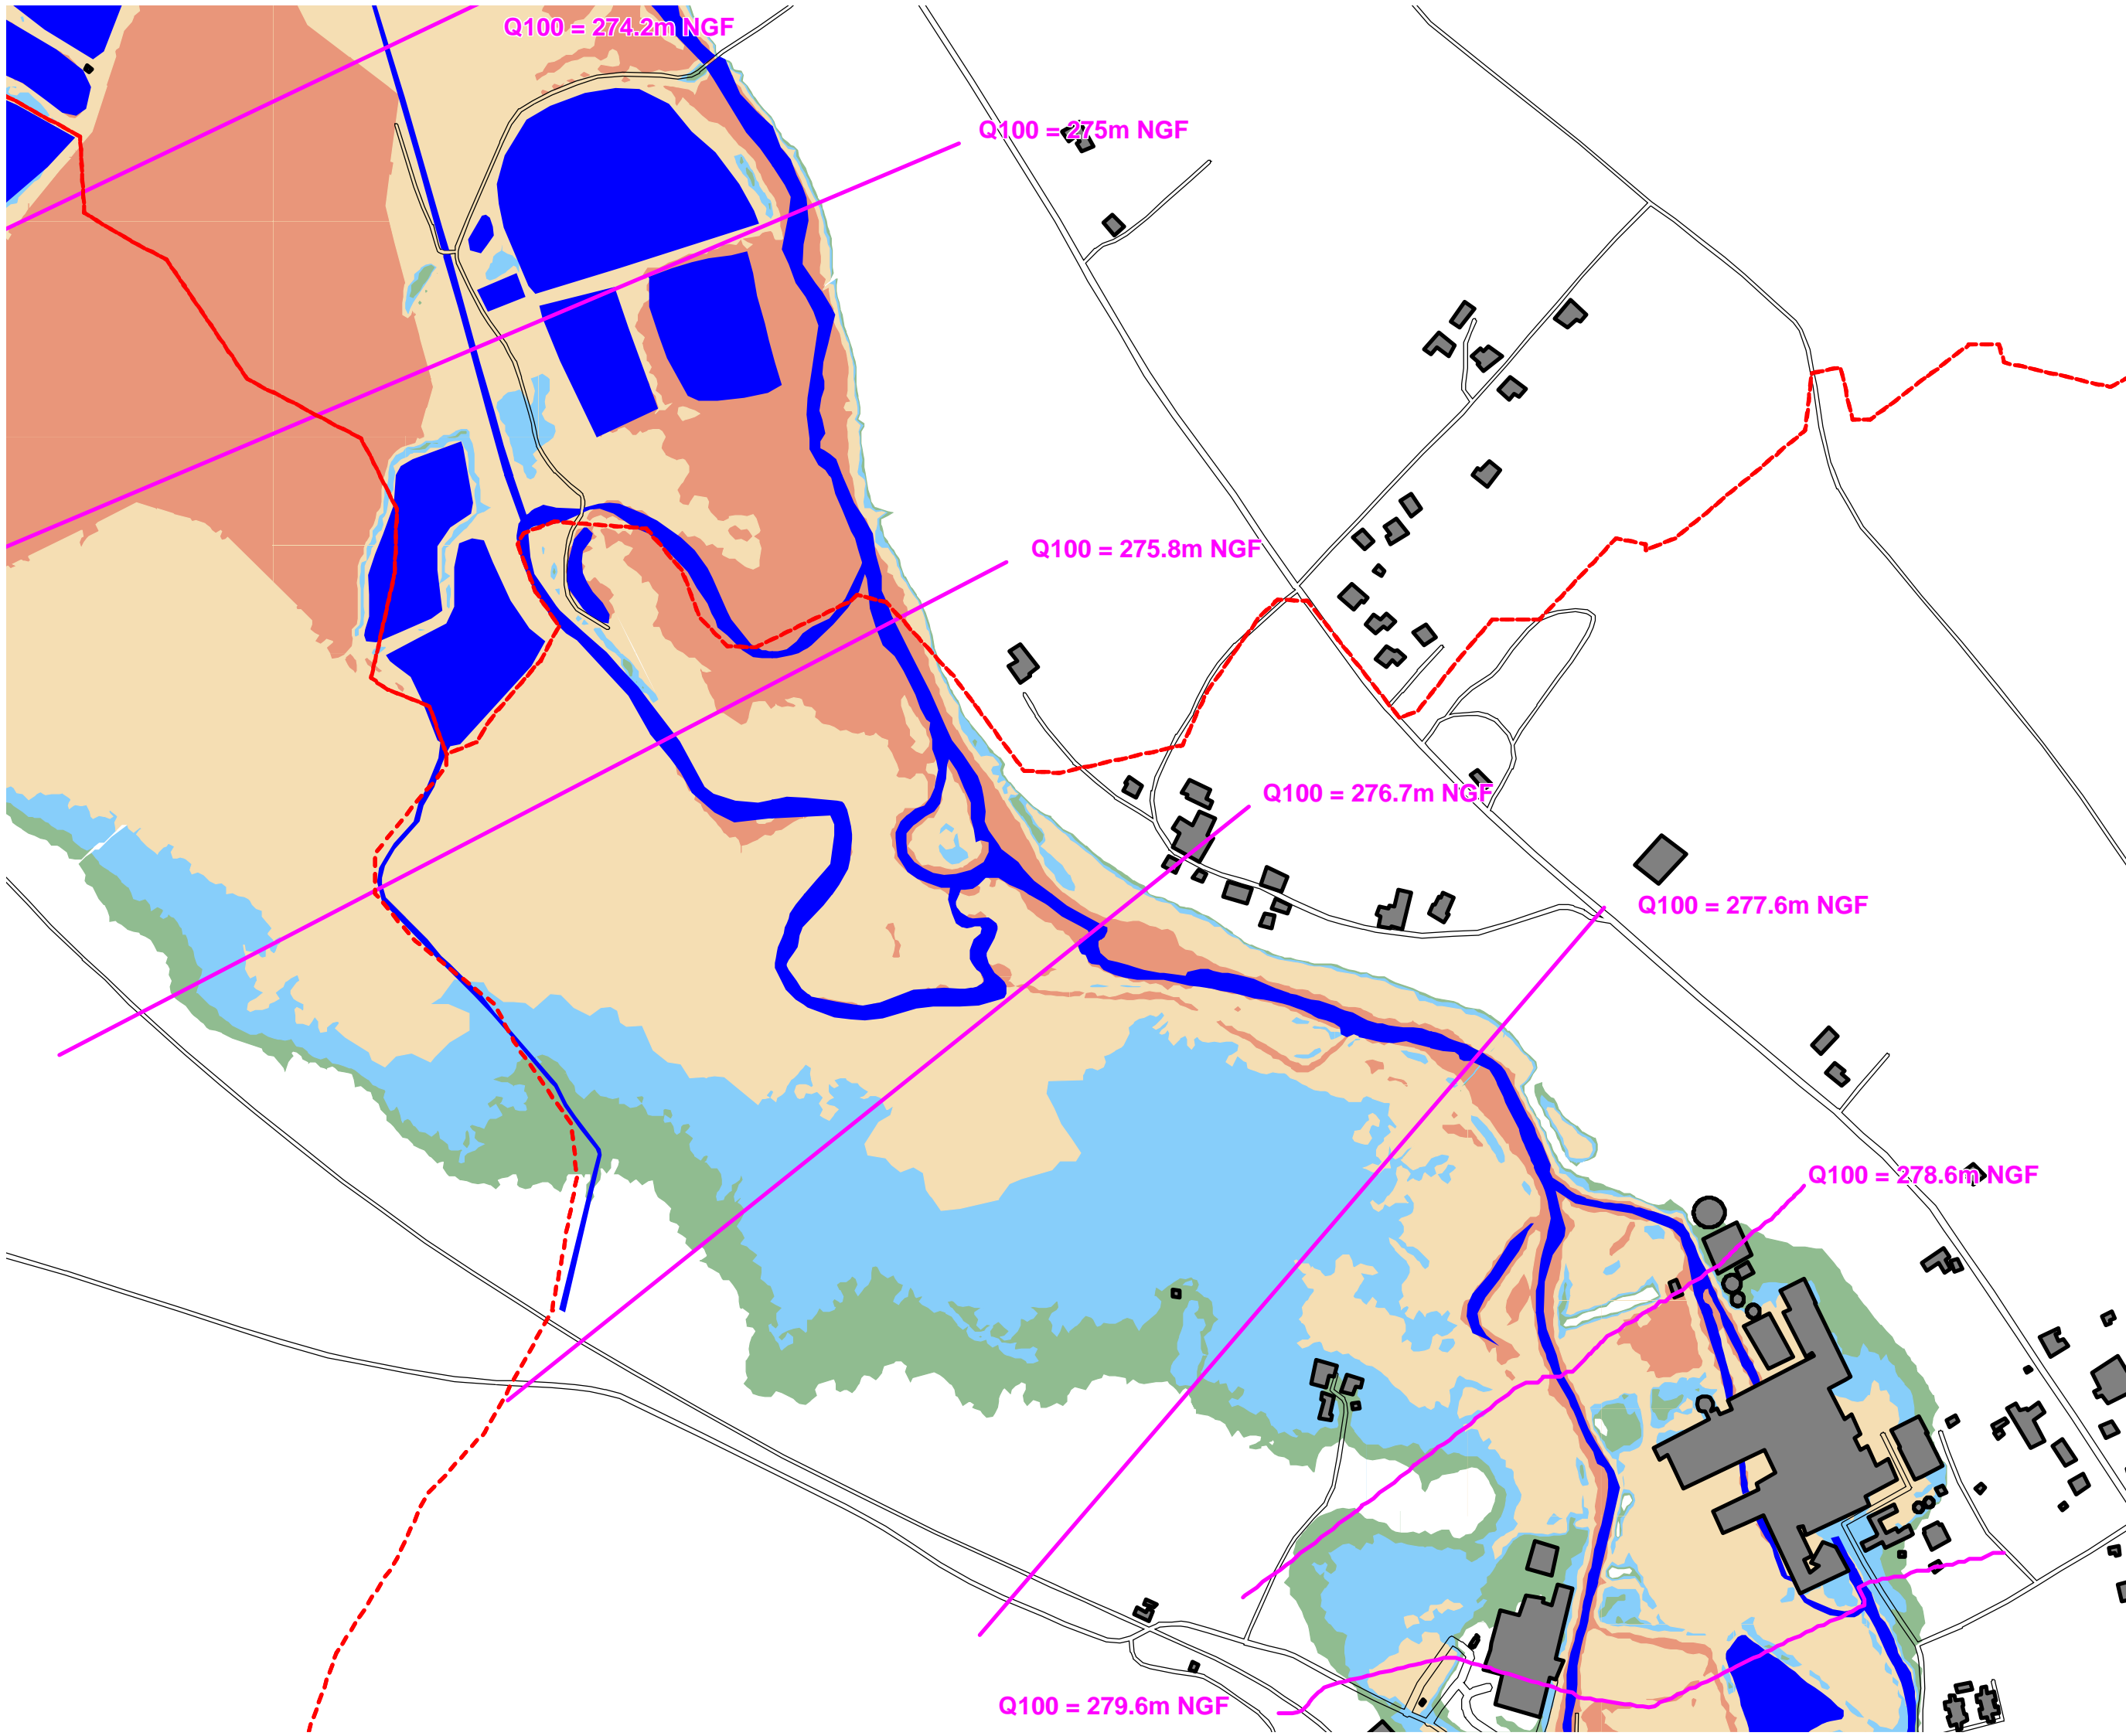 Q100 = 274.2m NGF
Q100 = 275m NGF
Q100 = 275.8m NGF
Q100 = 276.7m NGF
Q100 = 277.6m NGF
Q100 = 278.6m NGF
Q100 = 279.6m NGF